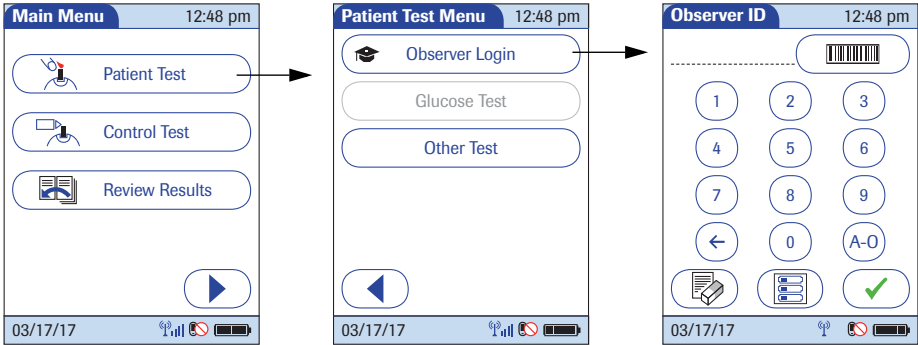 Main Menu 12:48 pm
Patient Test
Control Test
Review Results
03/17/17
Patient Test Menu 12:48 pm
Observer Login
Glucose Test
Other Test
03/17/17
Observer ID 12:48 pm
1 2 3
4 5 6
7 8 9
0 A-O
03/17/17